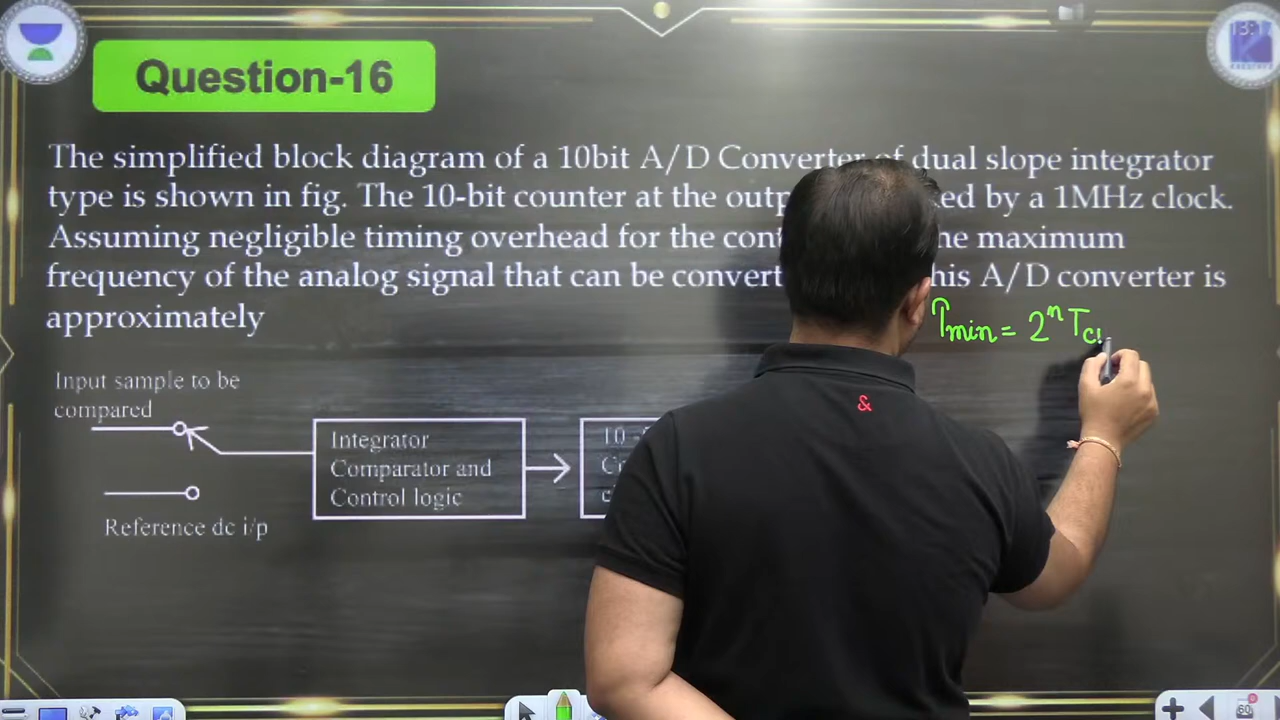 Question-16
The simplified block diagram of a 10bit A/D Converter of dual slope integrator
type is shown in fig. The 10-bit counter at the outp ed by a 1MHz clock.
Assuming negligible timing overhead for the con he maximum
frequency of the analog signal that can be convert his A/D converter is
approximately
Tmin = 2ⁿ Tcl
Input sample to be
compared
Integrator
Comparator and
Control logic
10
Reference dc i/p
&